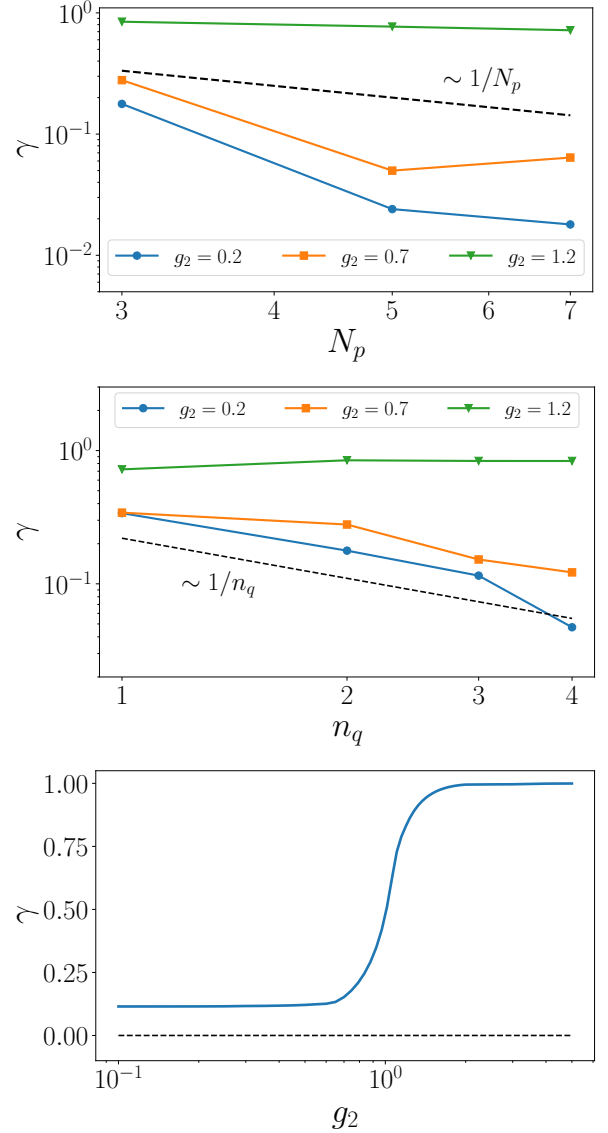 10^0
∼ 1/N_p
10^{-1}
γ
10^{-2}
g_2 = 0.2 g_2 = 0.7 g_2 = 1.2
3 4 5 6 7
N_p
g_2 = 0.2 g_2 = 0.7 g_2 = 1.2
10^0
γ
10^{-1}
∼ 1/n_q
1 2 3 4
n_q
1.00
0.75
γ
0.50
0.25
0.00
10^{-1} 10^0
g_2